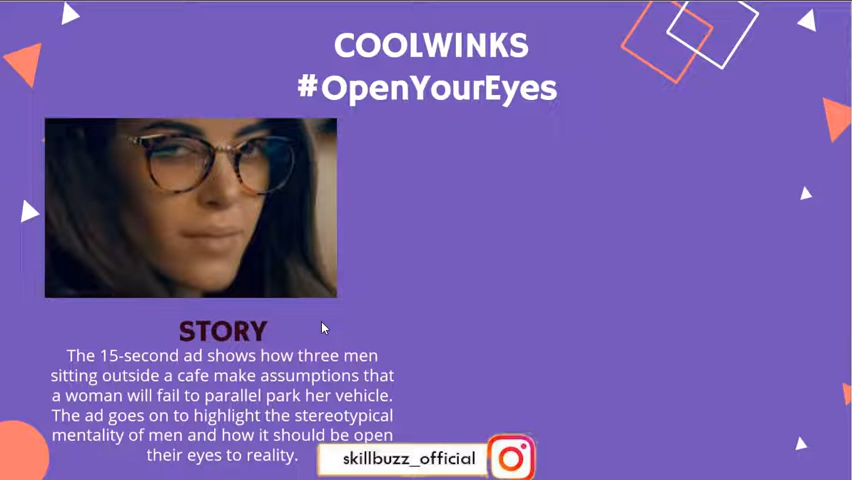 COOLWINKS
#OpenYourEyes
STORY
The 15-second ad shows how three men
sitting outside a cafe make assumptions that
a woman will fail to parallel park her vehicle.
The ad goes on to highlight the stereotypical
mentality of men and how it should be open
their eyes to reality.
skillbuzz_official